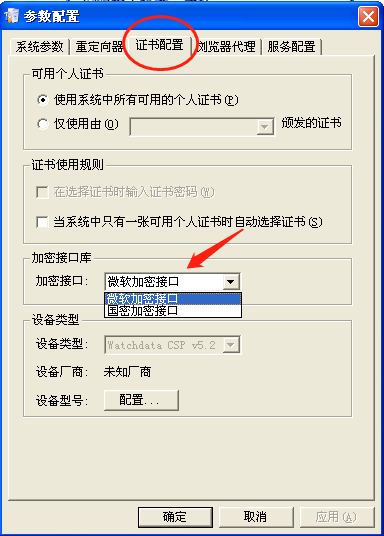 参数配置
系统参数 重定向器 证书配置 浏览器代理 服务配置
可用个人证书
使用系统中所有可用的个人证书(P)
仅使用由(O) 颁发的证书
证书使用规则
在选择证书时输入证书密码(W)
当系统中只有一张可用个人证书时自动选择证书(S)
加密接口库
加密接口: 微软加密接口
微软加密接口
国密加密接口
设备类型
设备类型: Watchdata CSP v5.2
设备厂商: 未知厂商
设备型号: 配置...
确定 取消 应用(A)